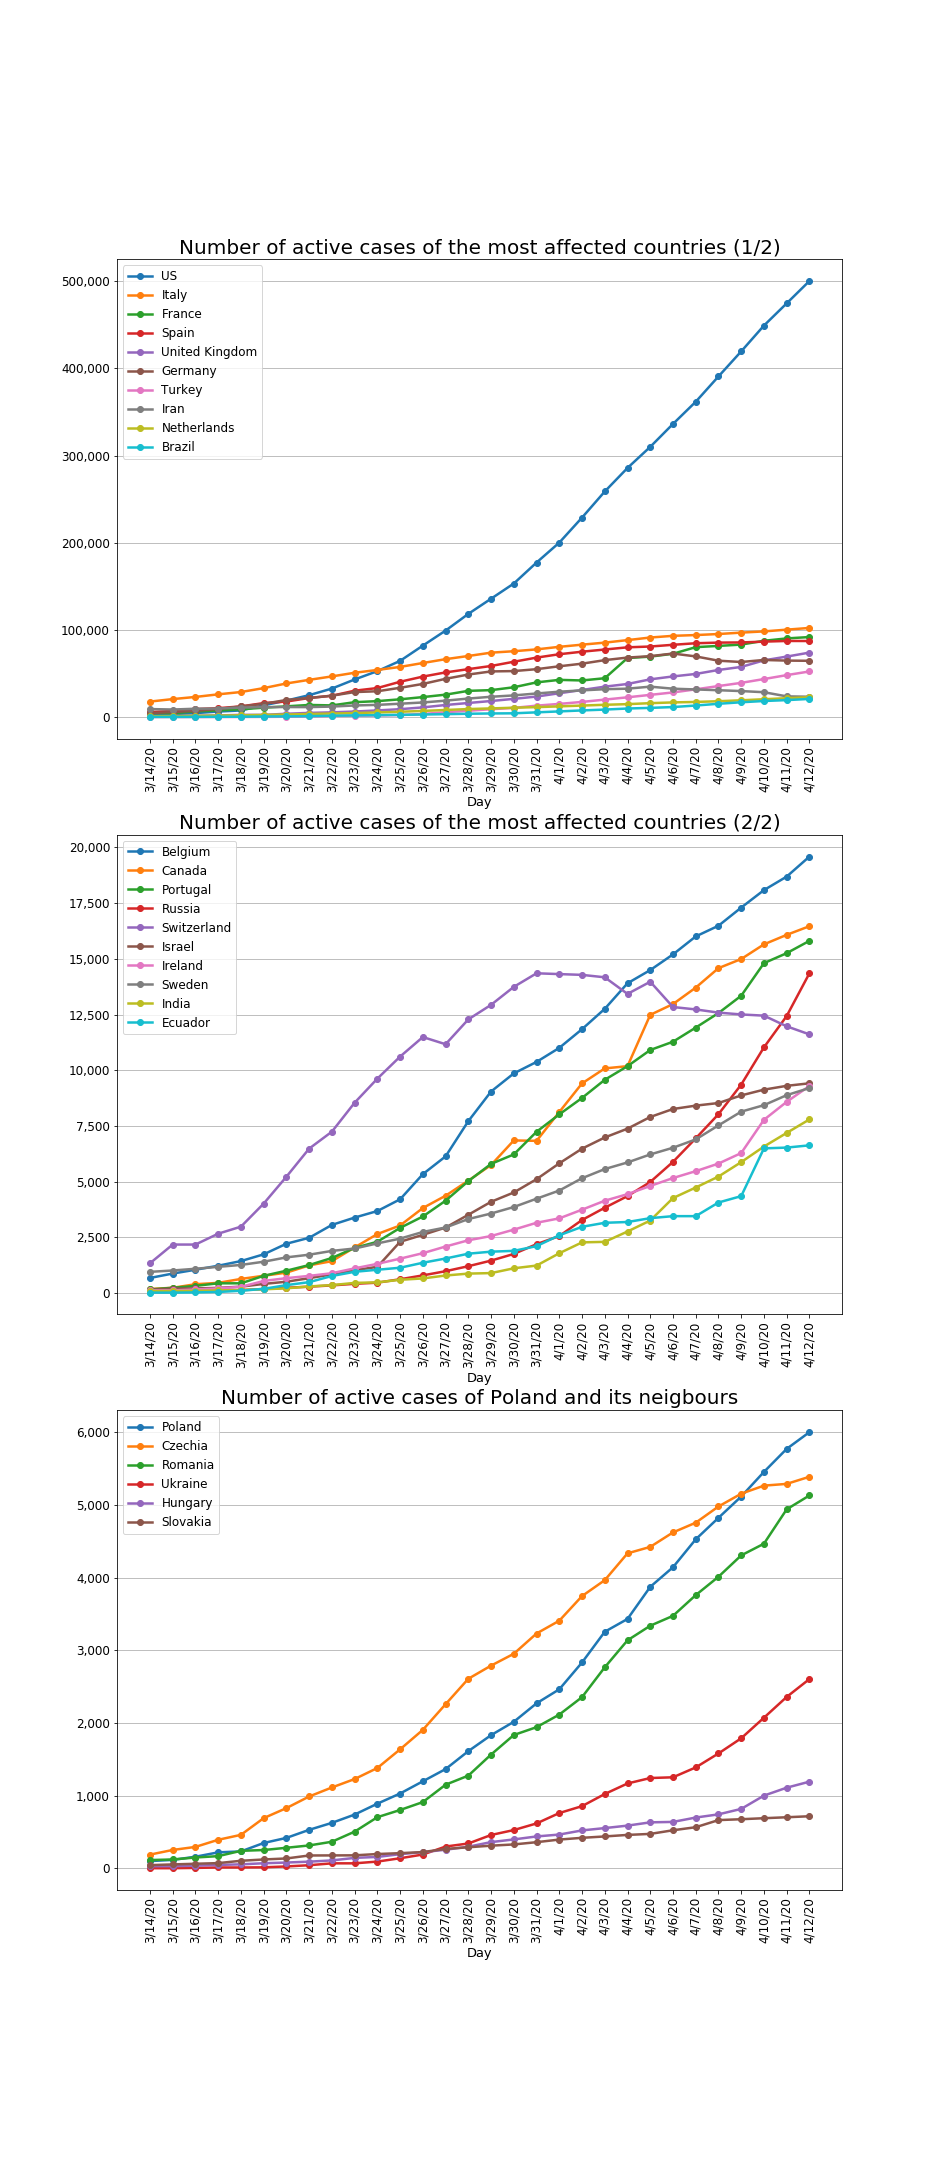 Number of active cases of the most affected countries (1/2)
US
Italy
France
Spain
United Kingdom
Germany
Turkey
Iran
Netherlands
Brazil
500,000
400,000
300,000
200,000
100,000
0
3/14/20 3/15/20 3/16/20 3/17/20 3/18/20 3/19/20 3/20/20 3/21/20 3/22/20 3/23/20 3/24/20 3/25/20 3/26/20 3/27/20 3/28/20 3/29/20 3/30/20 3/31/20 4/1/20 4/2/20 4/3/20 4/4/20 4/5/20 4/6/20 4/7/20 4/8/20 4/9/20 4/10/20 4/11/20 4/12/20
Day
Number of active cases of the most affected countries (2/2)
Belgium
Canada
Portugal
Russia
Switzerland
Israel
Ireland
Sweden
India
Ecuador
20,000
17,500
15,000
12,500
10,000
7,500
5,000
2,500
0
3/14/20 3/15/20 3/16/20 3/17/20 3/18/20 3/19/20 3/20/20 3/21/20 3/22/20 3/23/20 3/24/20 3/25/20 3/26/20 3/27/20 3/28/20 3/29/20 3/30/20 3/31/20 4/1/20 4/2/20 4/3/20 4/4/20 4/5/20 4/6/20 4/7/20 4/8/20 4/9/20 4/10/20 4/11/20 4/12/20
Day
Number of active cases of Poland and its neigbours
Poland
Czechia
Romania
Ukraine
Hungary
Slovakia
6,000
5,000
4,000
3,000
2,000
1,000
0
3/14/20 3/15/20 3/16/20 3/17/20 3/18/20 3/19/20 3/20/20 3/21/20 3/22/20 3/23/20 3/24/20 3/25/20 3/26/20 3/27/20 3/28/20 3/29/20 3/30/20 3/31/20 4/1/20 4/2/20 4/3/20 4/4/20 4/5/20 4/6/20 4/7/20 4/8/20 4/9/20 4/10/20 4/11/20 4/12/20
Day